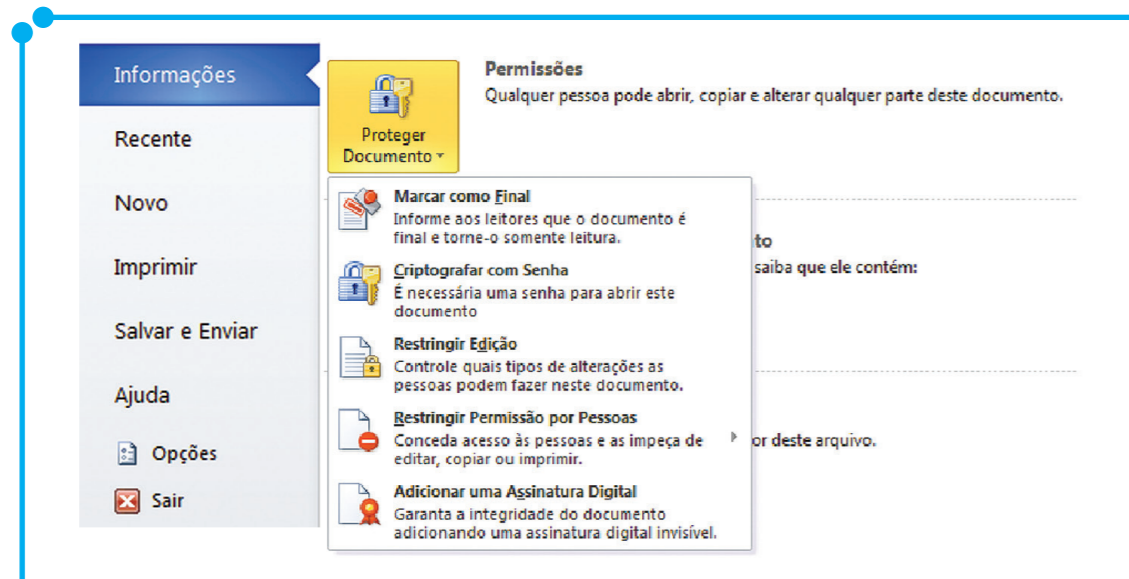 Informações
Recente
Novo
Imprimir
Salvar e Enviar
Ajuda
Opções
Sair
Proteger
Documento
Permissões
Qualquer pessoa pode abrir, copiar e alterar qualquer parte deste documento.
Marcar como Final
Informe aos leitores que o documento é
final e torne-o somente leitura.
Criptografar com Senha
É necessária uma senha para abrir este
documento
Restringir Edição
Controle quais tipos de alterações as
pessoas podem fazer neste documento.
Restringir Permissão por Pessoas
Conceda acesso às pessoas e as impeça de
editar, copiar ou imprimir.
Adicionar uma Assinatura Digital
Garanta a integridade do documento
adicionando uma assinatura digital invisível.
to
saiba que ele contém:
or deste arquivo.